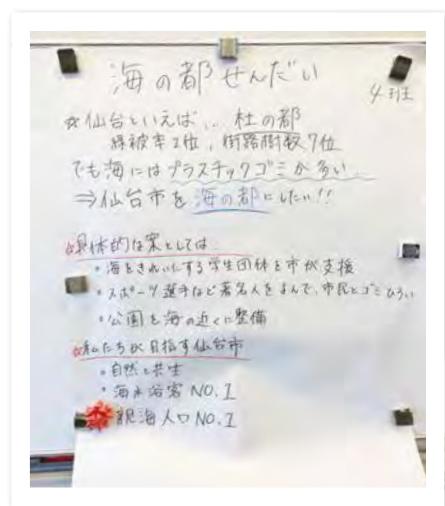 海の都せんだい
4班
☆仙台といえば... 杜の都
緑被率2位, 街路樹数7位
でも海にはプラスチックゴミが多い
⇒仙台市を海の都にしたい!!
☆具体的な案としては
・海をきれいにする学生団体を市が支援
・スポーツ選手など著名人をよんで、市民とゴミひろい
・公園を海の近くに整備
☆私たちが目指す仙台市
・自然と共生
・海水浴客 NO.1
親海人口 NO.1